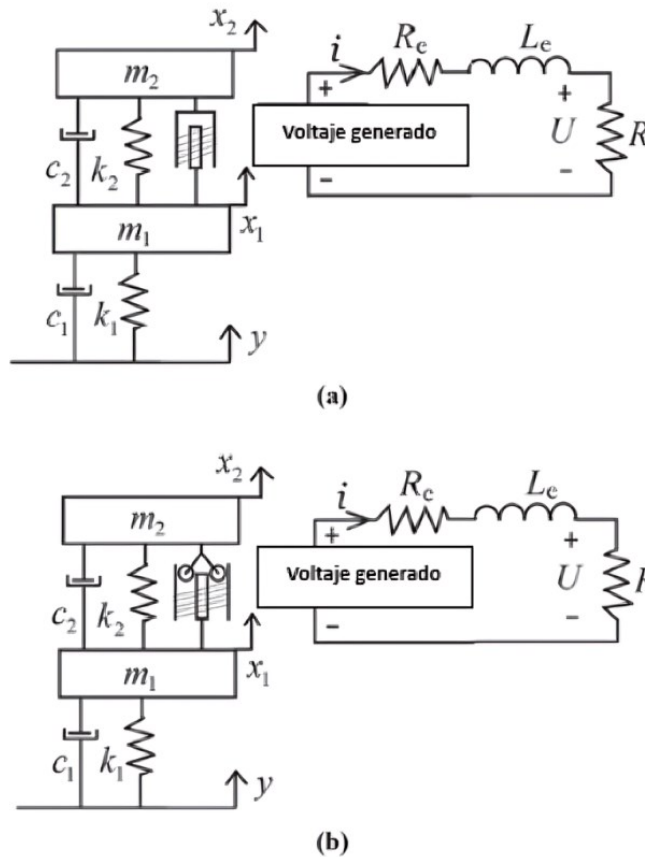 x₂
m₂
c₂ k₂
m₁
x₁
c₁ k₁
y
i Rₑ Lₑ
+ +
Voltaje generado
U R
- -
(a)
x₂
m₂
c₂ k₂
m₁
x₁
c₁ k₁
y
i Rₑ Lₑ
+ +
Voltaje generado
U
- -
(b)